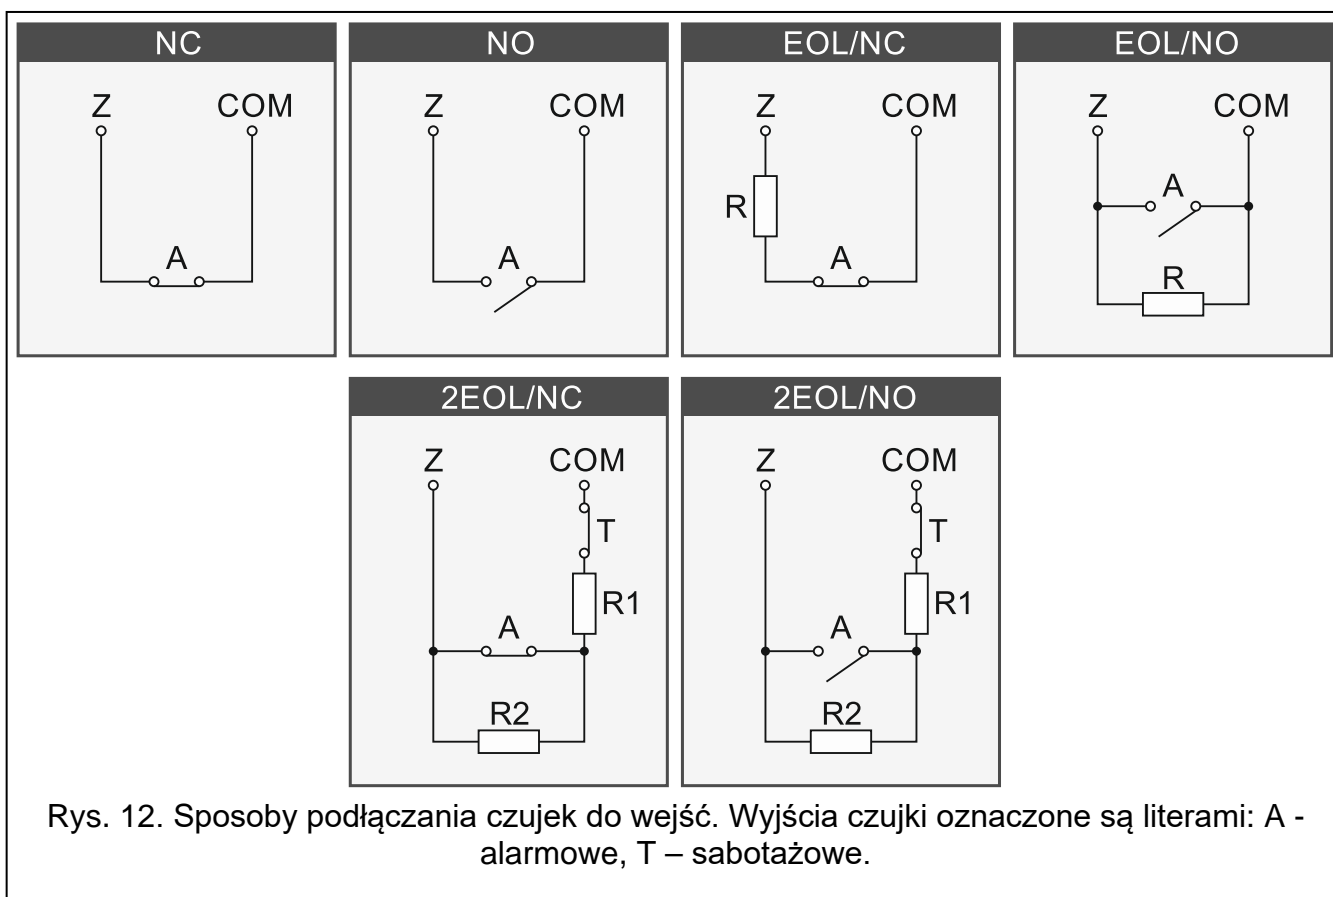 NC
Z COM
A
NO
Z COM
A
EOL/NC
Z COM
R
A
EOL/NO
Z COM
A
R
2EOL/NC
Z COM
T
R1
A
R2
2EOL/NO
Z COM
T
R1
A
R2
Rys. 12. Sposoby podłączania czujek do wejść. Wyjścia czujki oznaczone są literami: A -
alarmowe, T – sabotażowe.